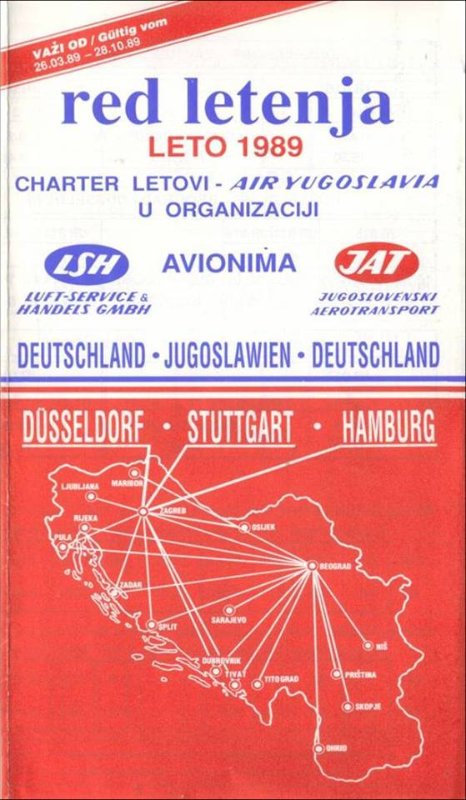 VAŽI OD / Gültig vom
26.03.89 – 28.10.89
red letenja
LETO 1989
CHARTER LETOVI - AIR YUGOSLAVIA
U ORGANIZACIJI
LSH
AVIONIMA
JAT
LUFT-SERVICE &
HANDELS GMBH
JUGOSLOVENSKI
AEROTRANSPORT
DEUTSCHLAND • JUGOSLAWIEN • DEUTSCHLAND
DÜSSELDORF • STUTTGART • HAMBURG
MARIBOR
LJUBLJANA
ZAGREB
RIJEKA
OSIJEK
PULA
BEOGRAD
ZADAR
SARAJEVO
SPLIT
NIŠ
DUBROVNIK
TIVAT
TITOGRAD
PRIŠTINA
SKOPJE
OHRID